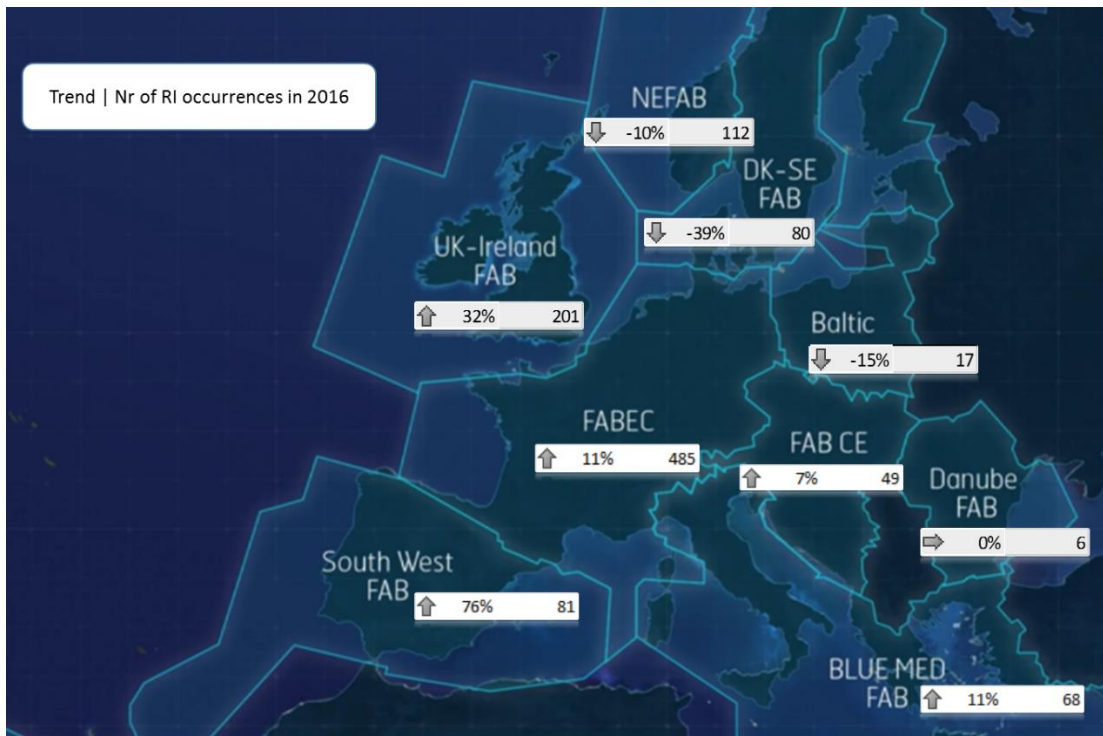 Trend | Nr of RI occurrences in 2016
NEFAB
-10% 112
DK-SE
FAB
-39% 80
UK-Ireland
FAB
32% 201
Baltic
-15% 17
FABEC
11% 485
FAB CE
7% 49
Danube
FAB
0% 6
South West
FAB
76% 81
BLUE MED
FAB
11% 68